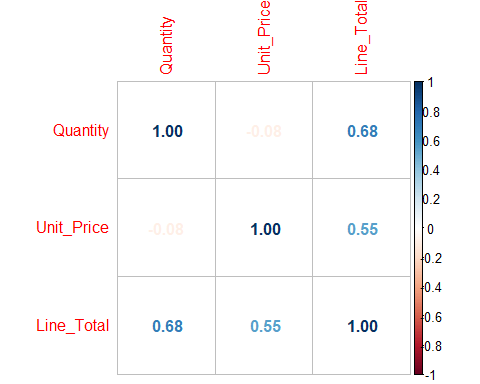 Quantity
Unit_Price
Line_Total
Quantity 1.00 -0.08 0.68
Unit_Price -0.08 1.00 0.55
Line_Total 0.68 0.55 1.00
1
0.8
0.6
0.4
0.2
0
-0.2
-0.4
-0.6
-0.8
-1